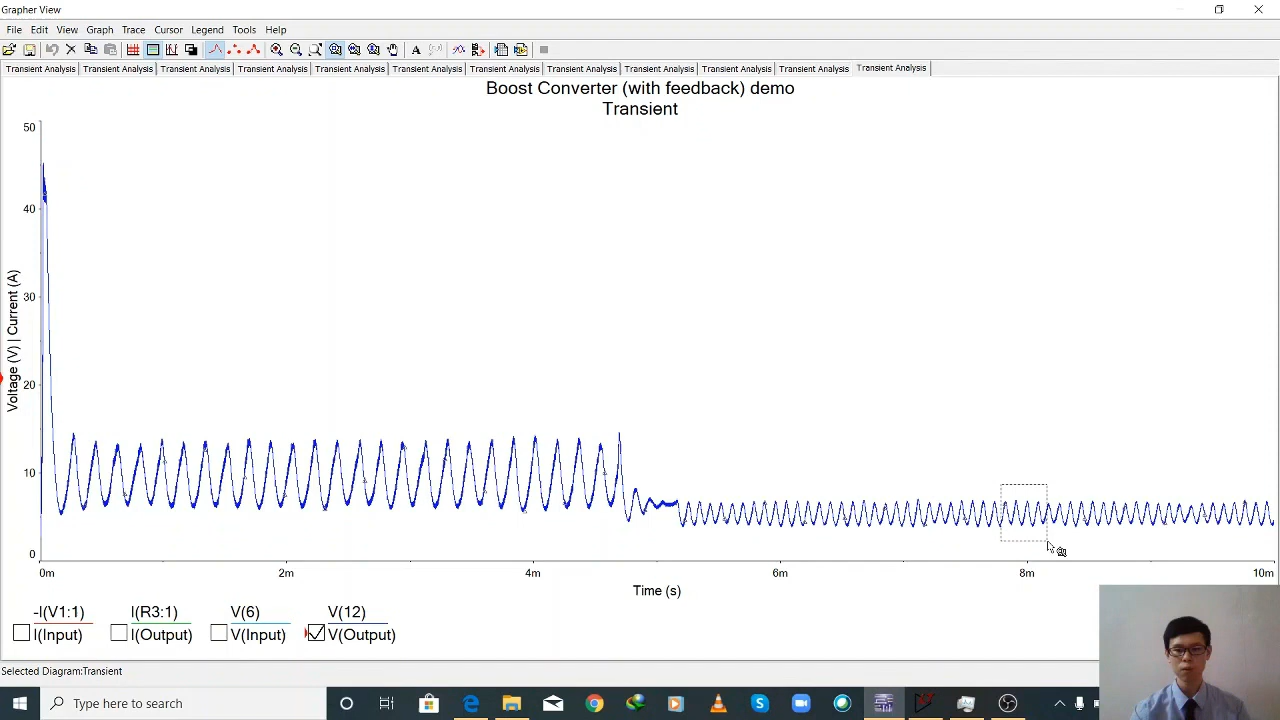 Grapher View
File Edit View Graph Trace Cursor Legend Tools Help
Transient Analysis Transient Analysis Transient Analysis Transient Analysis Transient Analysis Transient Analysis Transient Analysis Transient Analysis Transient Analysis Transient Analysis Transient Analysis Transient Analysis
Boost Converter (with feedback) demo
Transient
50
40
30
20
10
0
Voltage (V) | Current (A)
0m 2m 4m 6m 8m 10m
Time (s)
-I(V1:1) I(R3:1) V(6) V(12)
I(Input) I(Output) V(Input) V(Output)
Selected Diagram:Transient
Type here to search